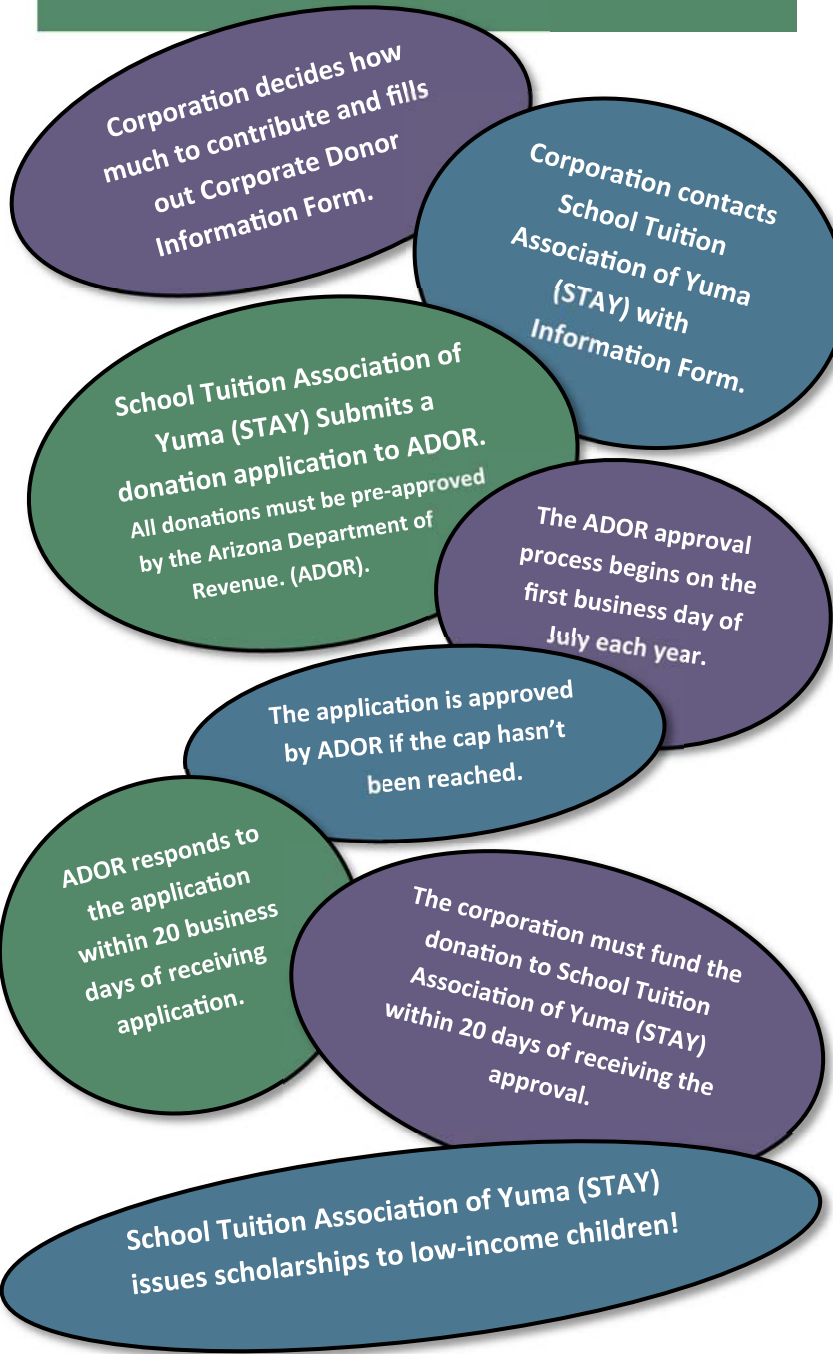 Corporation decides how
much to contribute and fills
out Corporate Donor
Information Form.
Corporation contacts
School Tuition
Association of Yuma
(STAY) with
Information Form.
School Tuition Association of
Yuma (STAY) Submits a
donation application to ADOR.
All donations must be pre-approved
by the Arizona Department of
Revenue. (ADOR).
The ADOR approval
process begins on the
first business day of
July each year.
The application is approved
by ADOR if the cap hasn’t
been reached.
ADOR responds to
the application
within 20 business
days of receiving
application.
The corporation must fund the
donation to School Tuition
Association of Yuma (STAY)
within 20 days of receiving the
approval.
School Tuition Association of Yuma (STAY)
issues scholarships to low-income children!